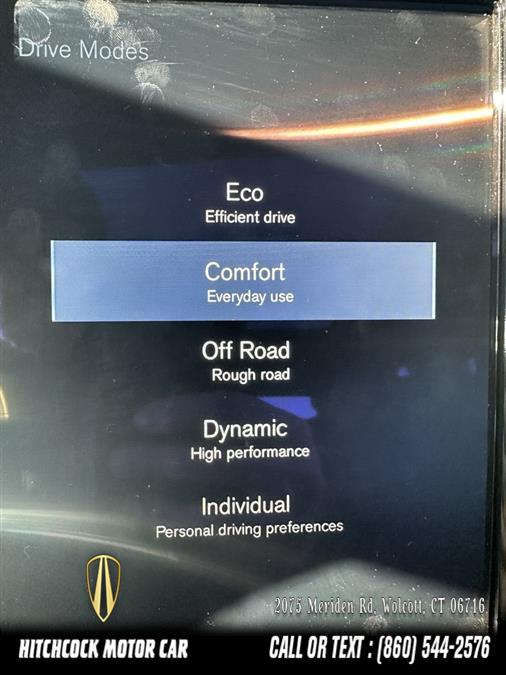 Drive Modes
Eco
Efficient drive
Comfort
Everyday use
Off Road
Rough road
Dynamic
High performance
Individual
Personal driving preferences
2075 Meriden Rd, Wolcott, CT 06716
HITCHCOCK MOTOR CAR
CALL OR TEXT : (860) 544-2576